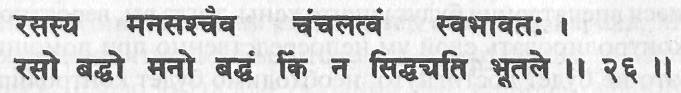 रसस्य मनसश्चैव चंचलत्वं स्वभावतः ।
रसो बद्धो मनो बद्धं किं न सिद्ध्यति भूतले ।। २६ ।।